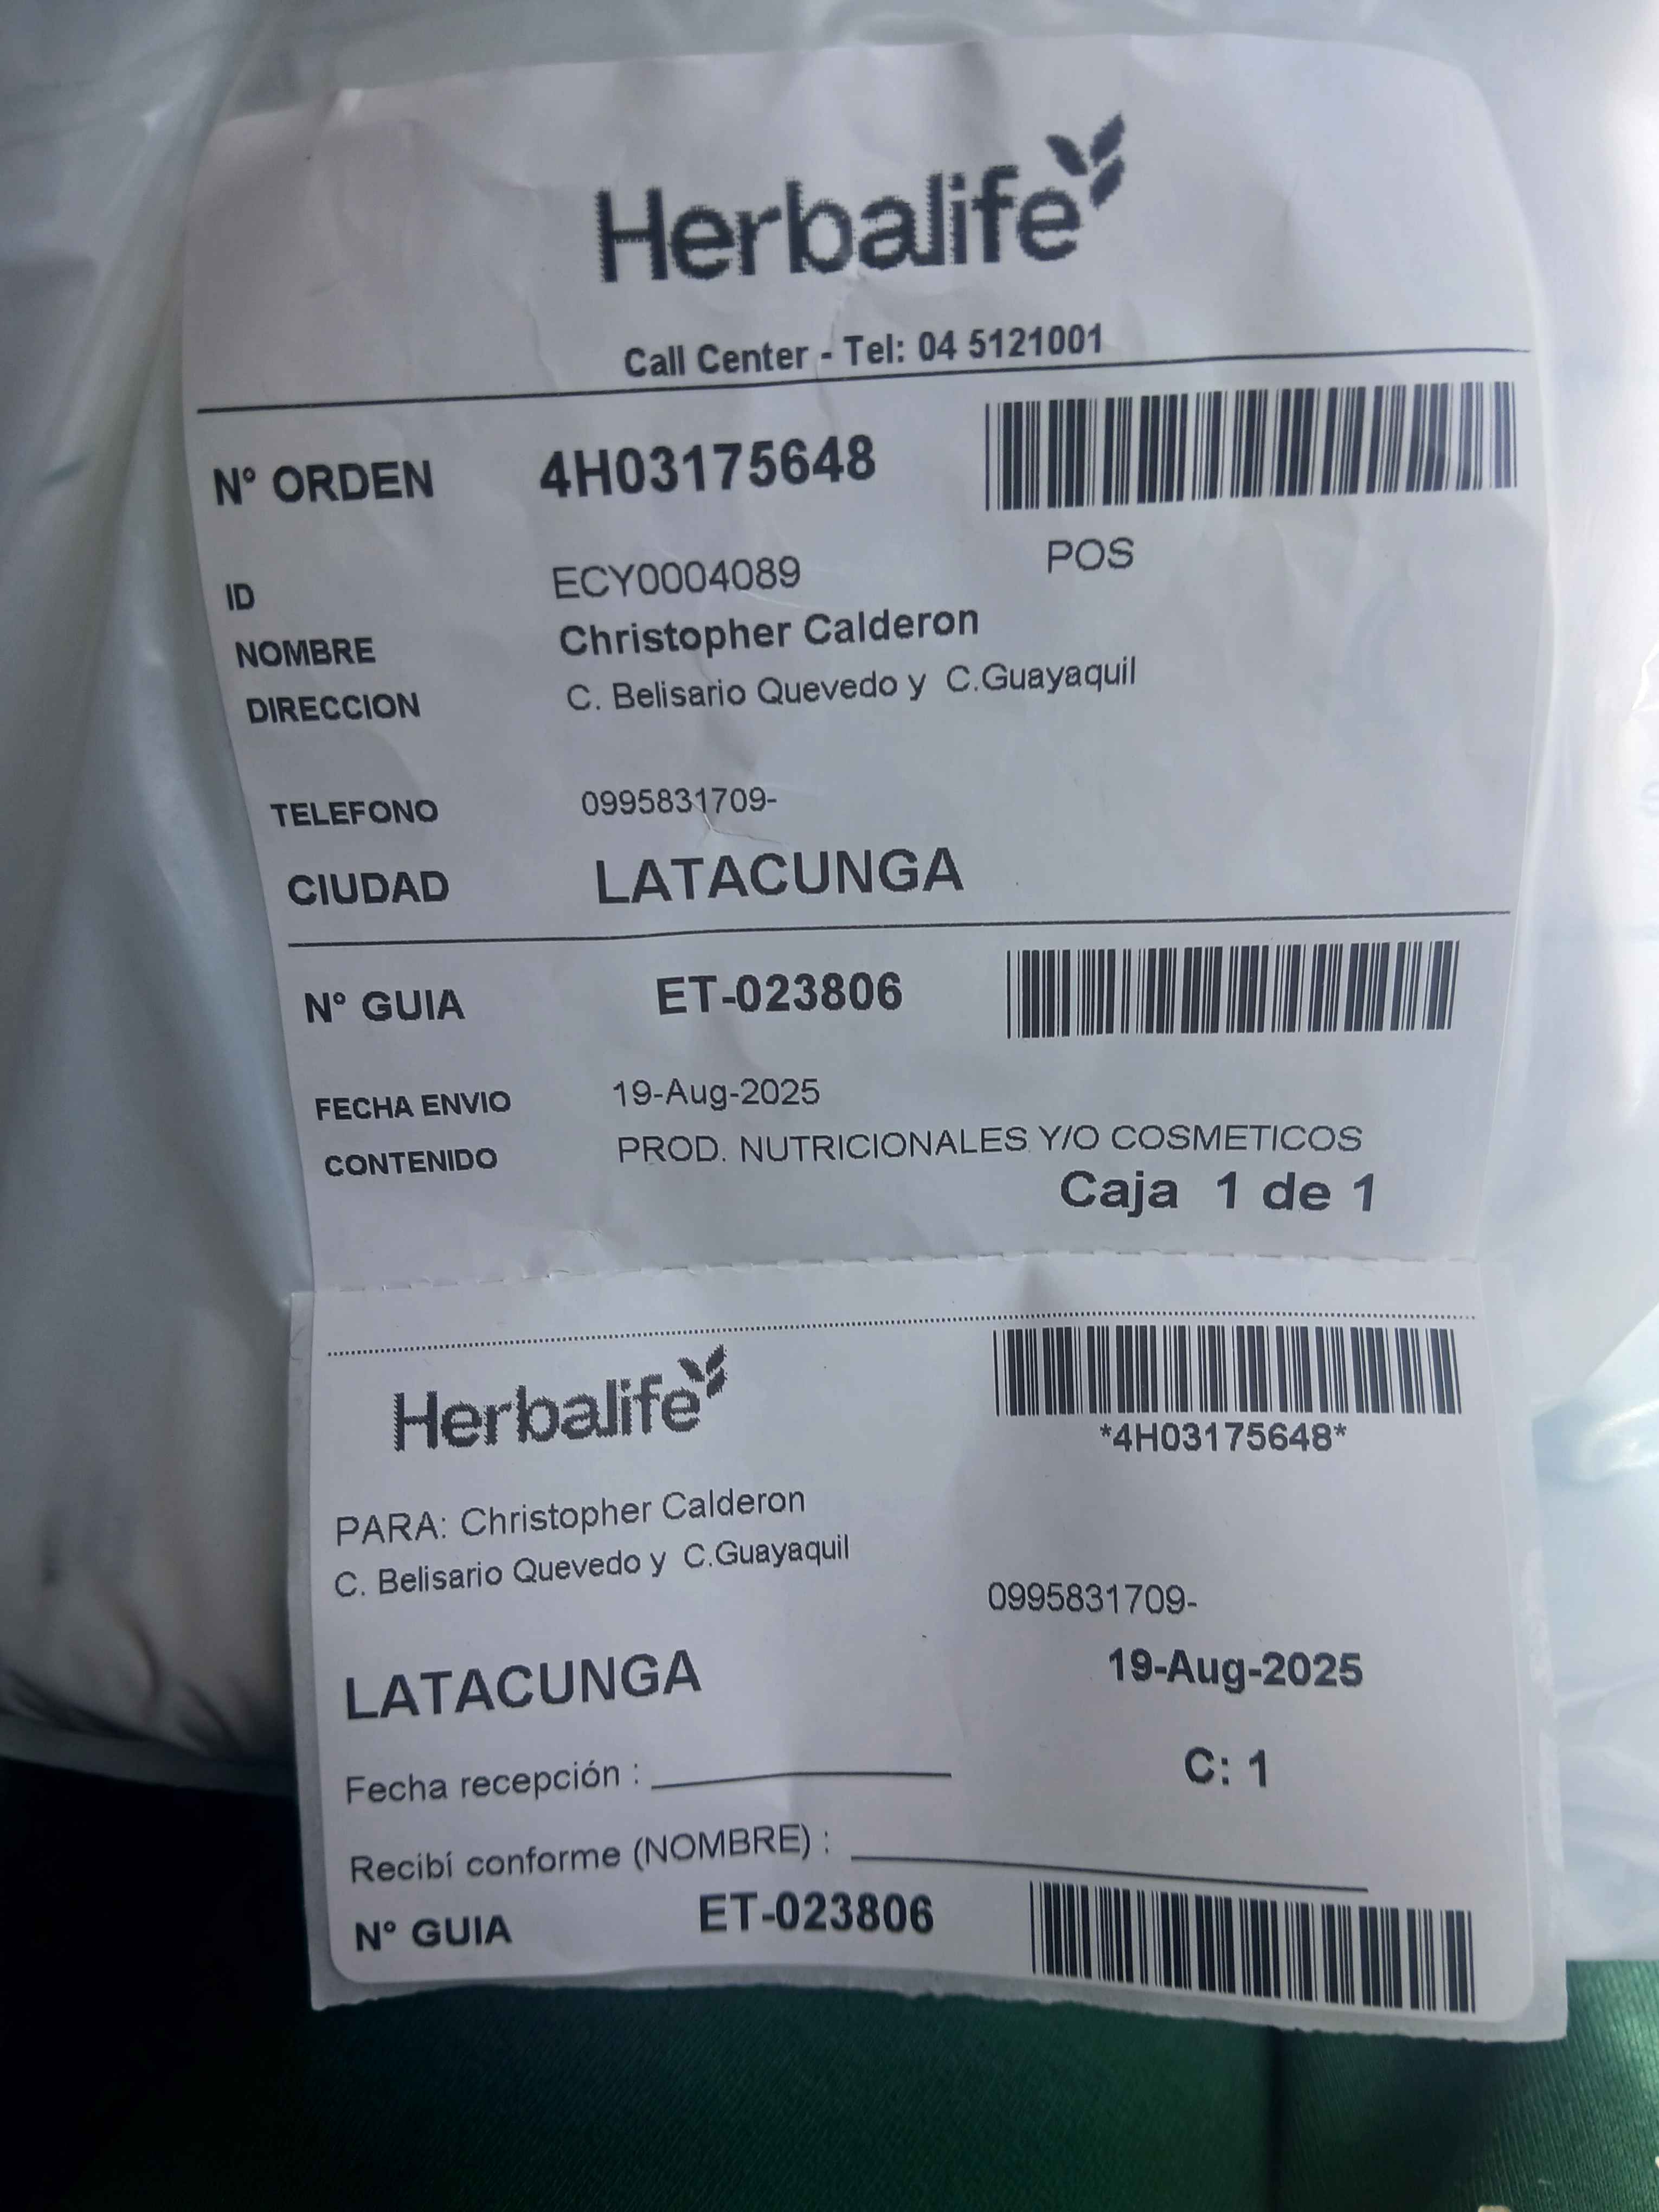 Herbalife
Call Center - Tel: 04 5121001
N° ORDEN 4H03175648
POS
ID ECY0004089
NOMBRE Christopher Calderon
DIRECCION C. Belisario Quevedo y C.Guayaquil
TELEFONO 0995831709-
CIUDAD LATACUNGA
N° GUIA ET-023806
FECHA ENVIO 19-Aug-2025
CONTENIDO PROD. NUTRICIONALES Y/O COSMETICOS
Caja 1 de 1
Herbalife
*4H03175648*
PARA: Christopher Calderon
C. Belisario Quevedo y C.Guayaquil
0995831709-
LATACUNGA 19-Aug-2025
Fecha recepción : C: 1
Recibí conforme (NOMBRE) :
N° GUIA ET-023806